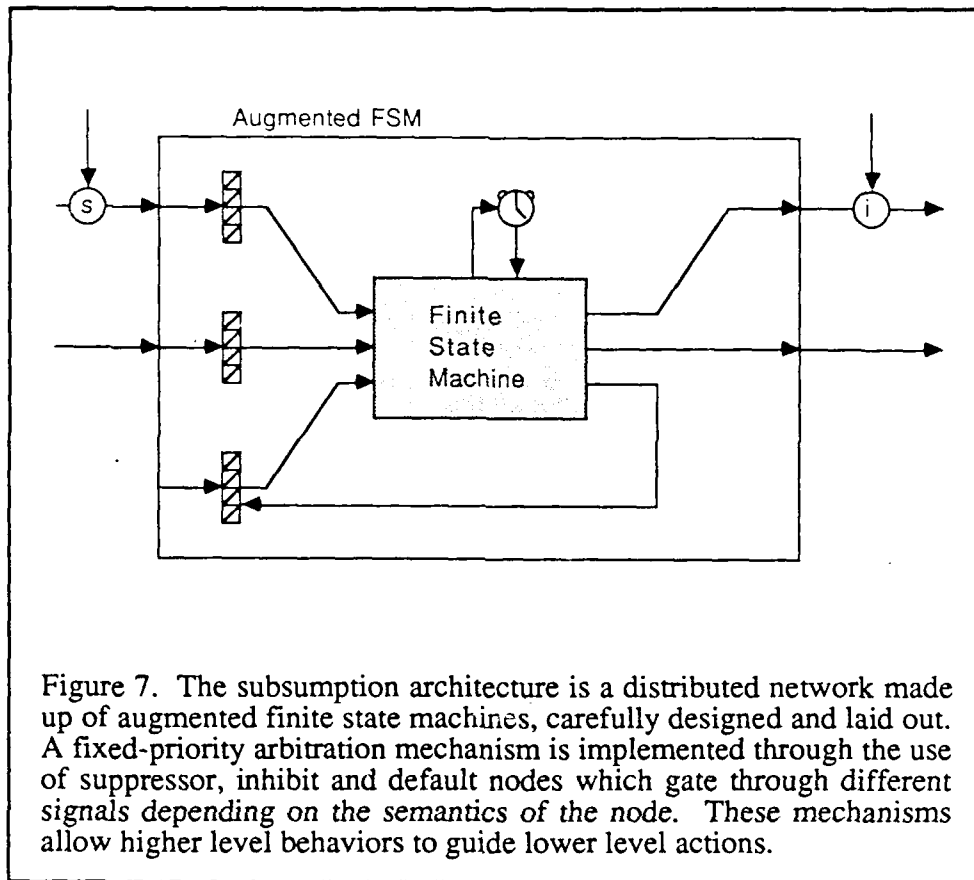 Augmented FSM
s
i
Finite
State
Machine
Figure 7. The subsumption architecture is a distributed network made
up of augmented finite state machines, carefully designed and laid out.
A fixed-priority arbitration mechanism is implemented through the use
of suppressor, inhibit and default nodes which gate through different
signals depending on the semantics of the node. These mechanisms
allow higher level behaviors to guide lower level actions.